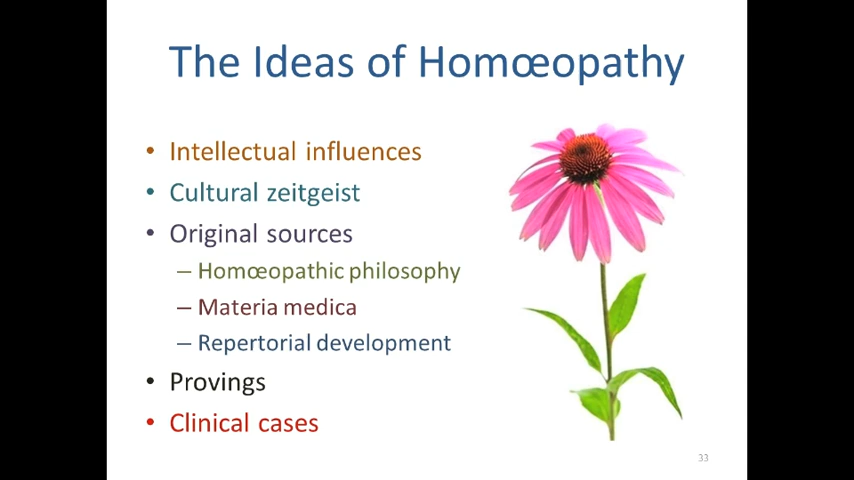 The Ideas of Homœopathy
• Intellectual influences
• Cultural zeitgeist
• Original sources
– Homœopathic philosophy
– Materia medica
– Repertorial development
• Provings
• Clinical cases
33